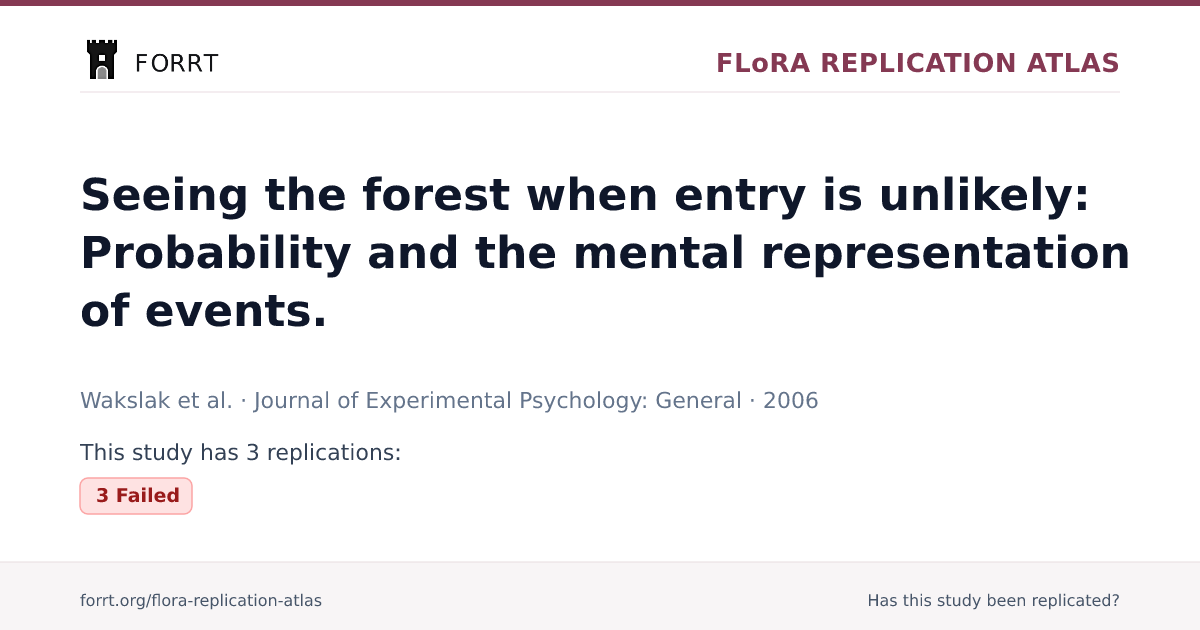 FORRT
FLoRA REPLICATION ATLAS
Seeing the forest when entry is unlikely:
Probability and the mental representation
of events.
Wakslak et al. · Journal of Experimental Psychology: General · 2006
This study has 3 replications:
3 Failed
forrt.org/flora-replication-atlas
Has this study been replicated?